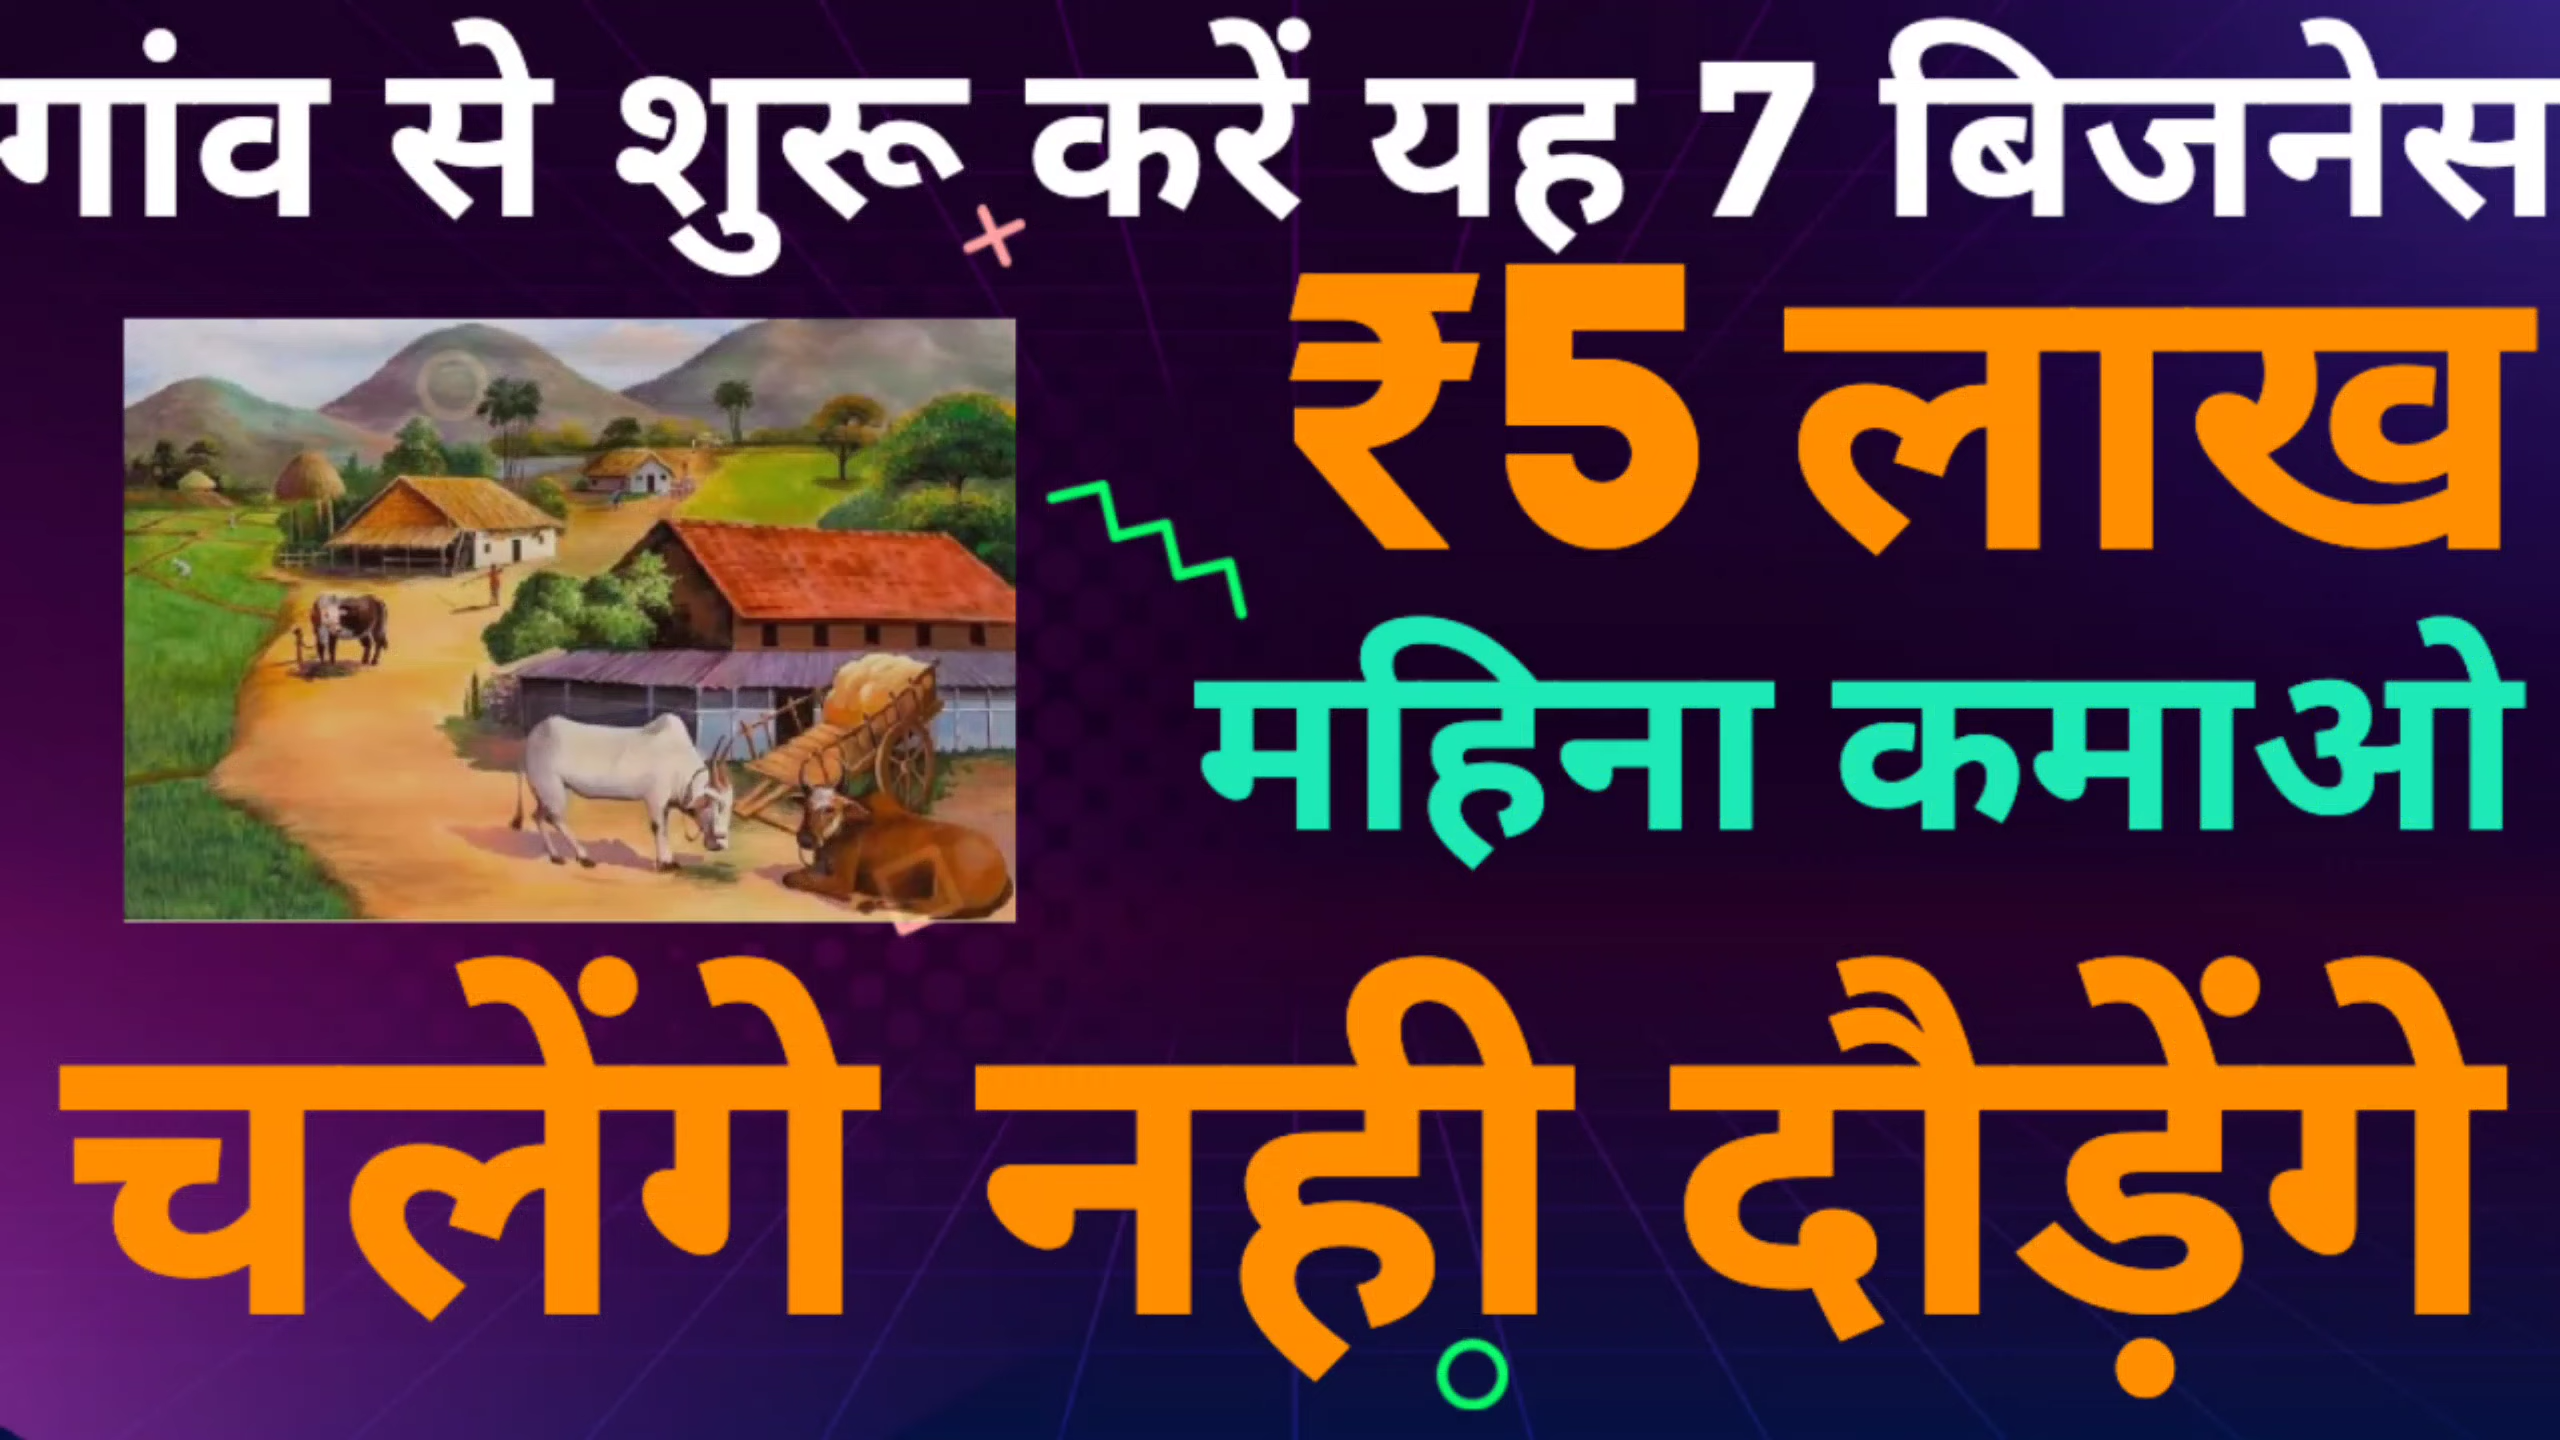 गांव से शुरू करें यह 7 बिजनेस
₹5 लाख
महिना कमाओ
चलेंगे नही दौड़ेंगे